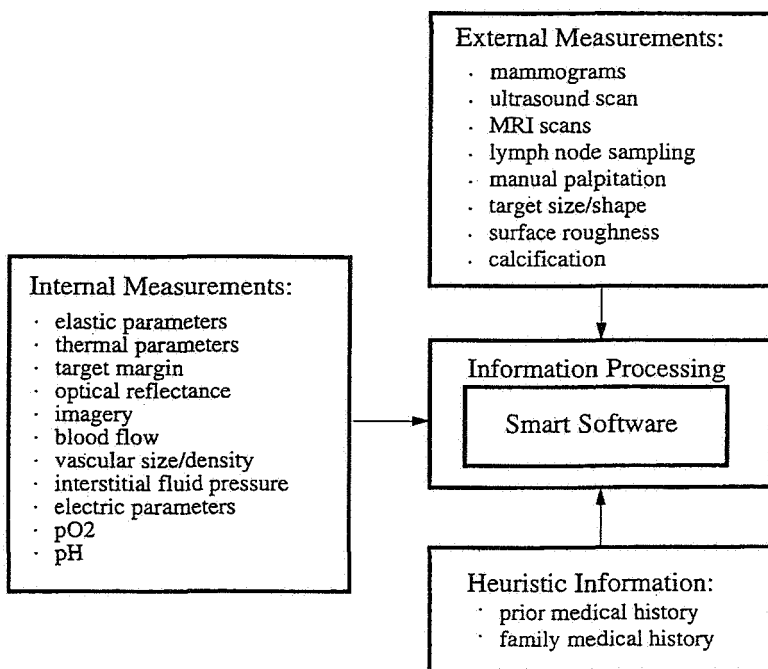 External Measurements:
· mammograms
· ultrasound scan
· MRI scans
· lymph node sampling
· manual palpitation
· target size/shape
· surface roughness
· calcification
Internal Measurements:
· elastic parameters
· thermal parameters
· target margin
· optical reflectance
· imagery
· blood flow
· vascular size/density
· interstitial fluid pressure
· electric parameters
· pO2
· pH
Information Processing
Smart Software
Heuristic Information:
· prior medical history
· family medical history